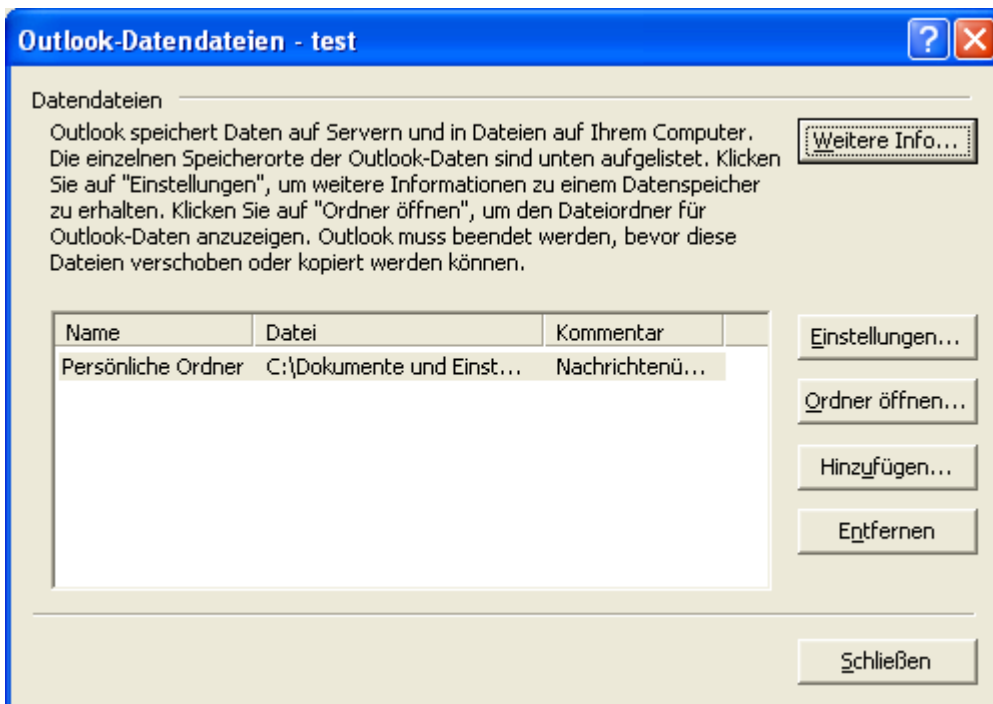 Outlook-Datendateien - test
Datendateien
Outlook speichert Daten auf Servern und in Dateien auf Ihrem Computer.
Die einzelnen Speicherorte der Outlook-Daten sind unten aufgelistet. Klicken
Sie auf "Einstellungen", um weitere Informationen zu einem Datenspeicher
zu erhalten. Klicken Sie auf "Ordner öffnen", um den Dateiordner für
Outlook-Daten anzuzeigen. Outlook muss beendet werden, bevor diese
Dateien verschoben oder kopiert werden können.
Weitere Info...
Name Datei Kommentar
Persönliche Ordner C:\Dokumente und Einst... Nachrichtenü...
Einstellungen...
Ordner öffnen...
Hinzufügen...
Entfernen
Schließen